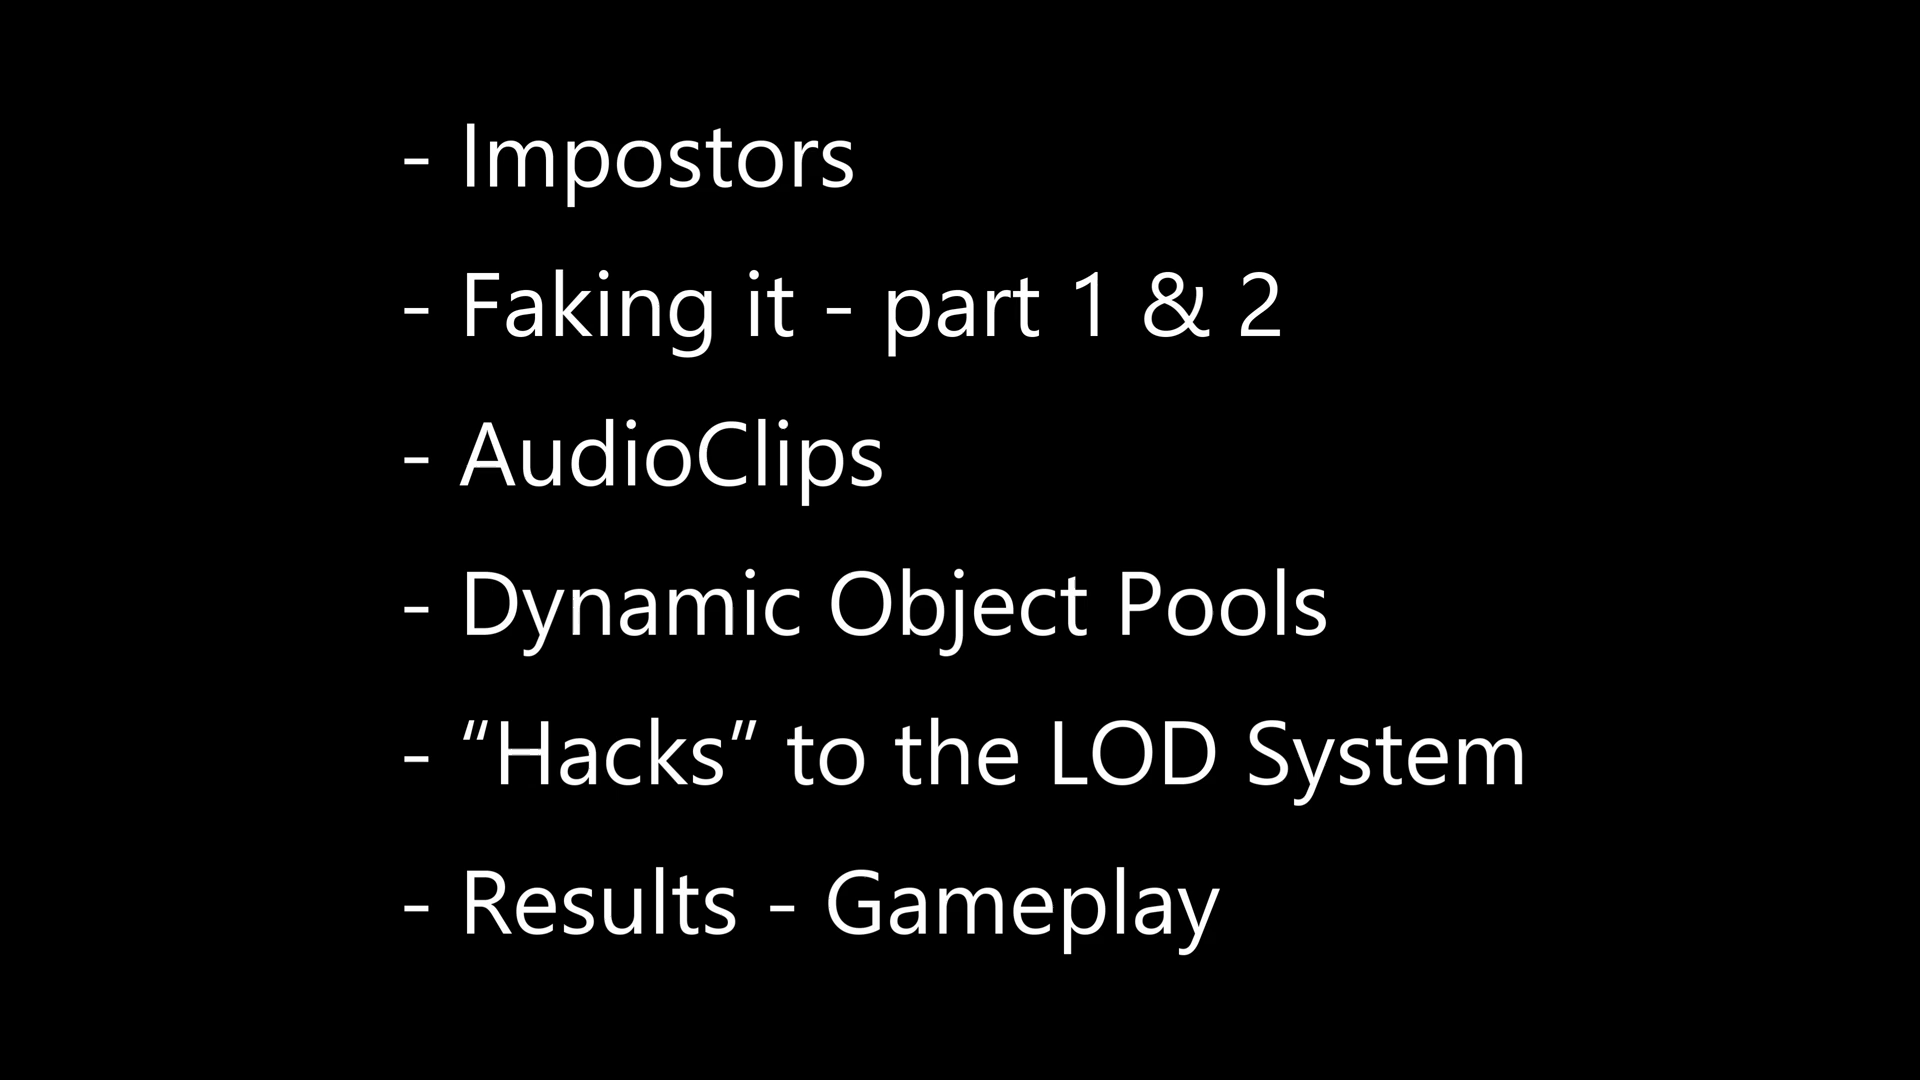 - Impostors
- Faking it - part 1 & 2
- AudioClips
- Dynamic Object Pools
- “Hacks” to the LOD System
- Results - Gameplay